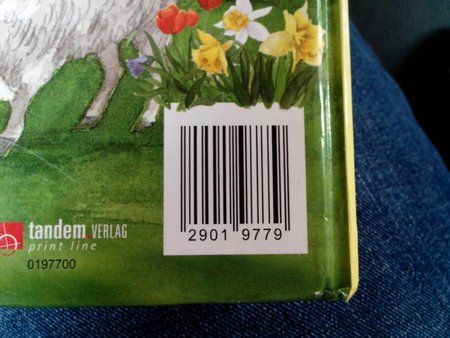 2901 9779
tandem VERLAG
print line
0197700